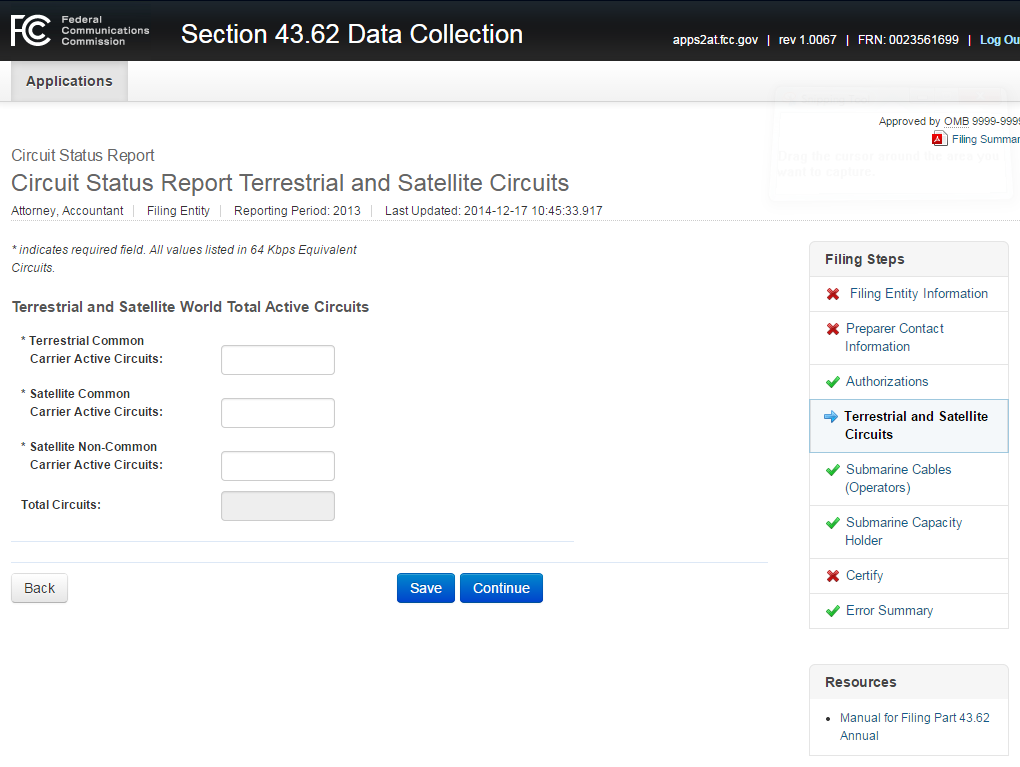 FCC Federal Communications Commission
Section 43.62 Data Collection
apps2at.fcc.gov | rev 1.0067 | FRN: 0023561699 | Log Ou
Applications
Approved by OMB 9999-9999
Filing Summar
Circuit Status Report
Circuit Status Report Terrestrial and Satellite Circuits
Attorney, Accountant | Filing Entity | Reporting Period: 2013 | Last Updated: 2014-12-17 10:45:33.917
* indicates required field. All values listed in 64 Kbps Equivalent
Circuits.
Terrestrial and Satellite World Total Active Circuits
* Terrestrial Common
Carrier Active Circuits:
* Satellite Common
Carrier Active Circuits:
* Satellite Non-Common
Carrier Active Circuits:
Total Circuits:
Back
Save
Continue
Filing Steps
Filing Entity Information
Preparer Contact
Information
Authorizations
Terrestrial and Satellite
Circuits
Submarine Cables
(Operators)
Submarine Capacity
Holder
Certify
Error Summary
Resources
• Manual for Filing Part 43.62
Annual